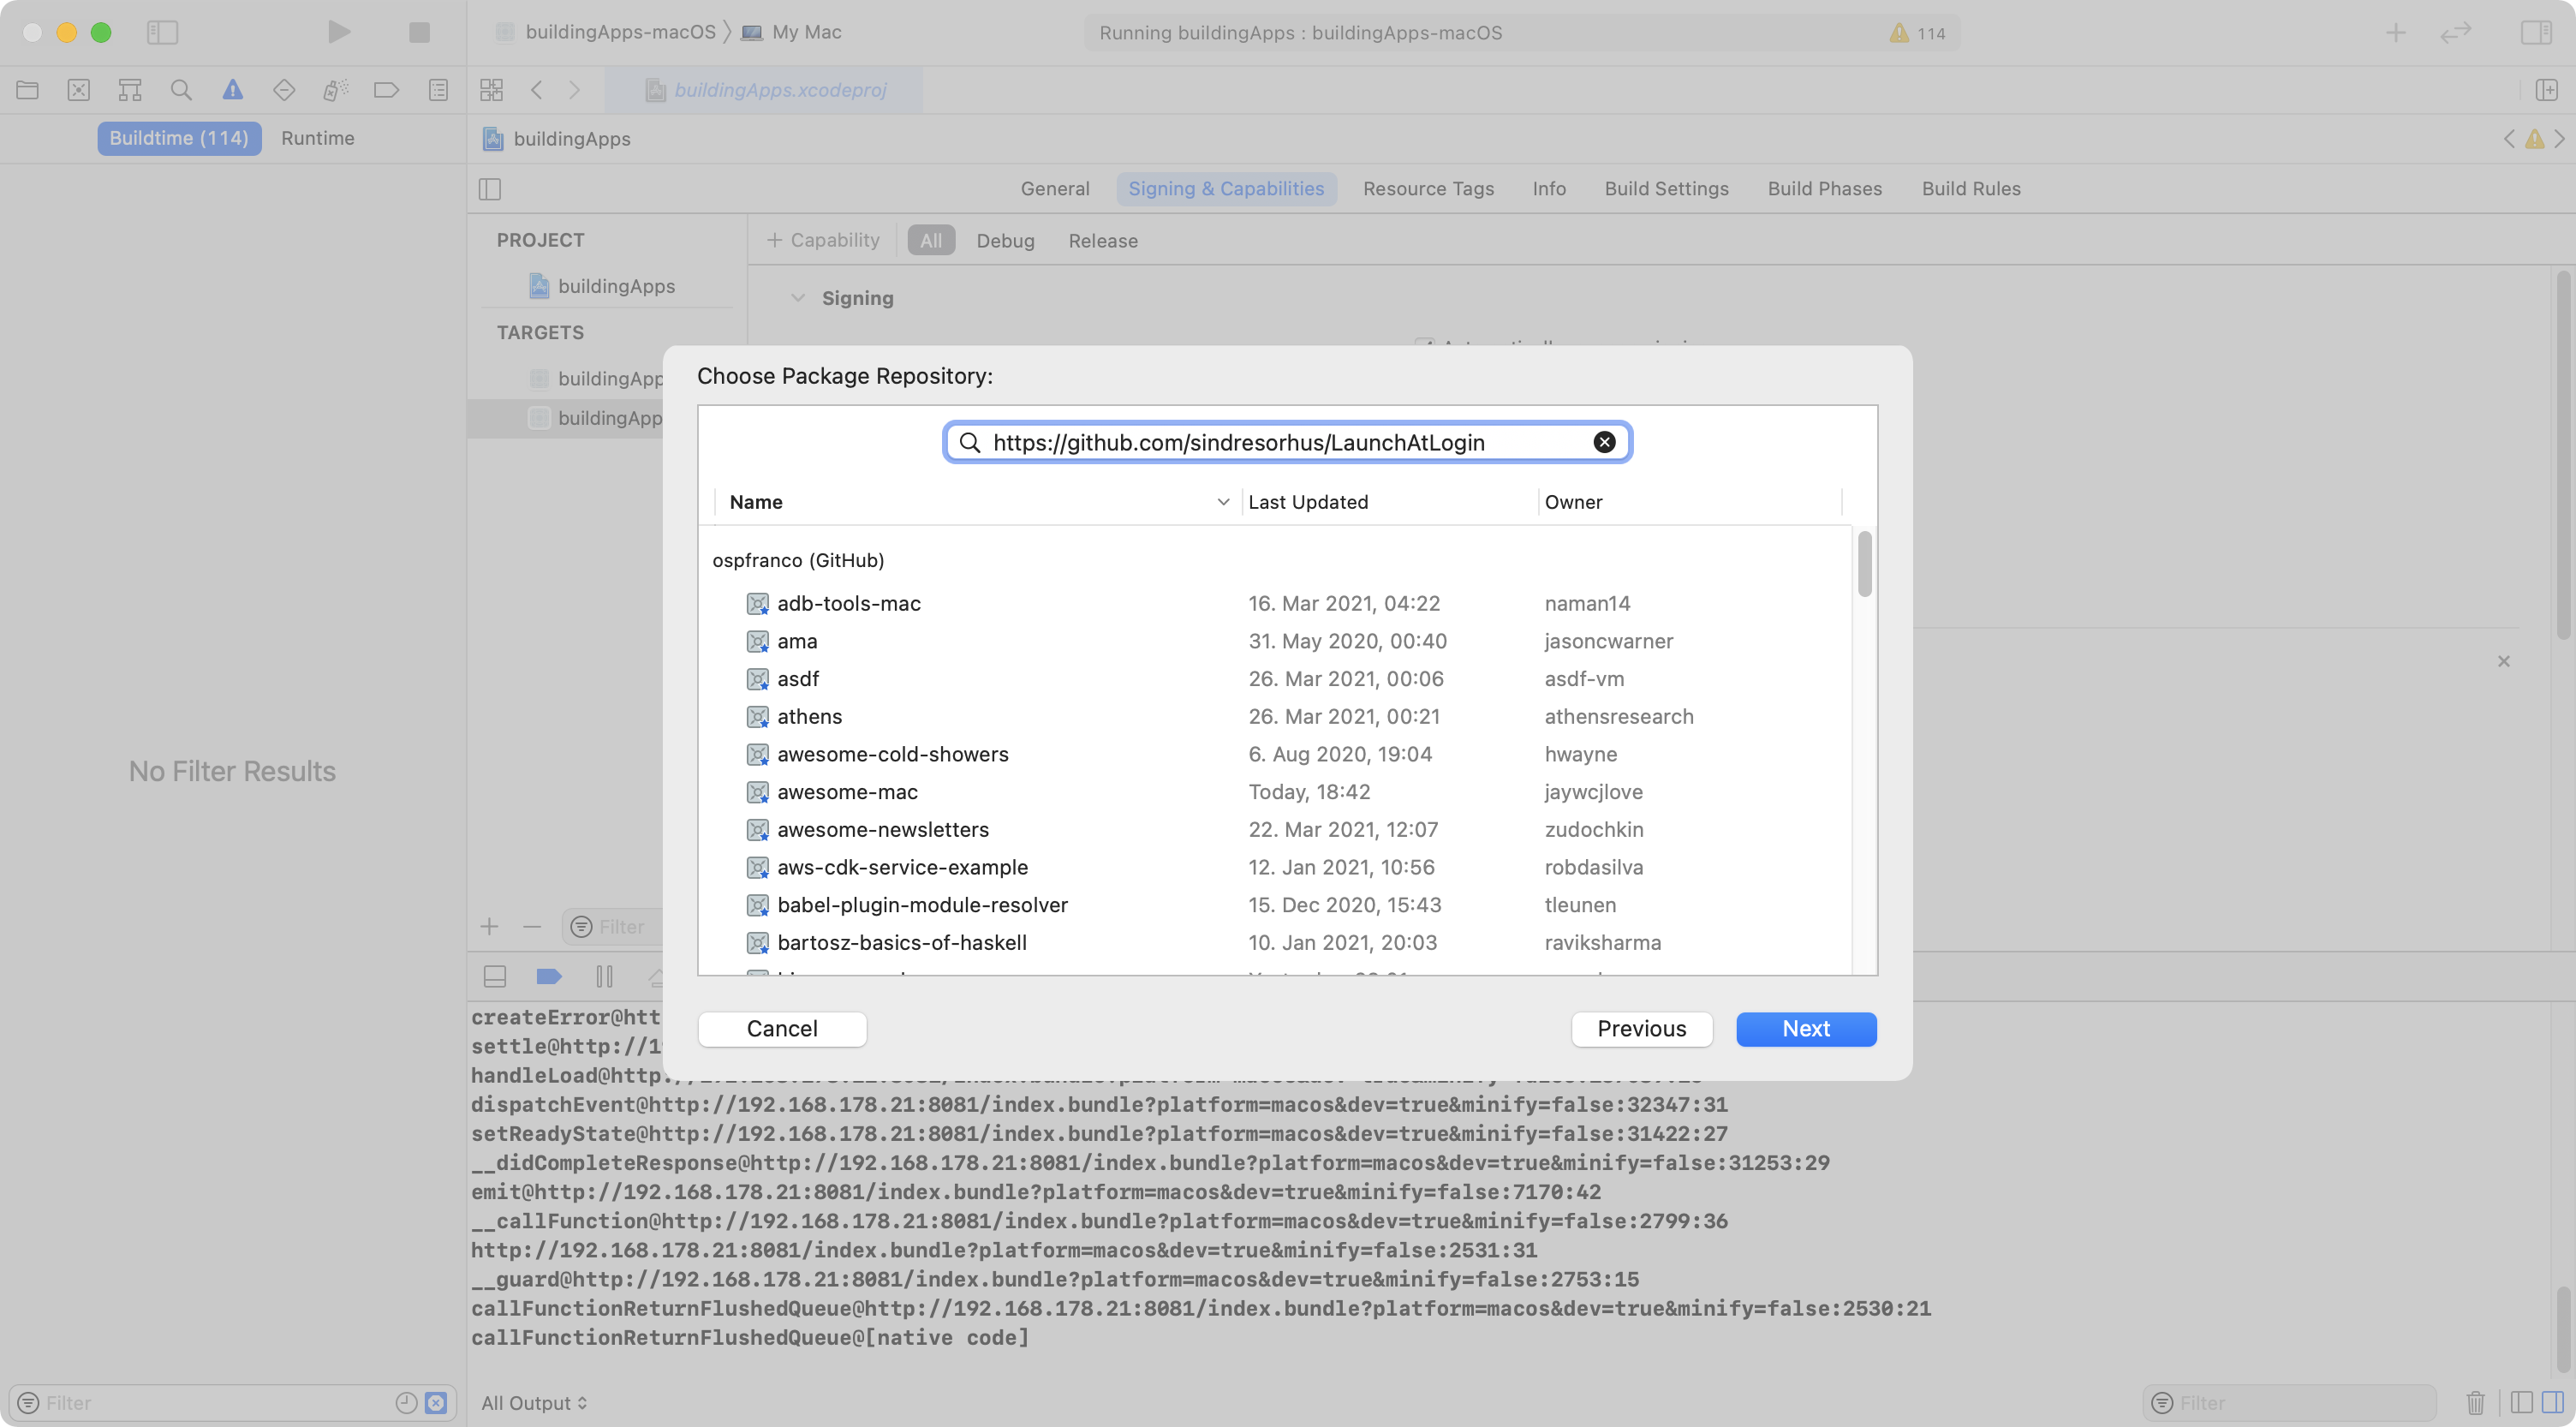 buildingApps-macOS
My Mac
Running buildingApps : buildingApps-macOS
114
buildingApps.xcodeproj
Buildtime (114)
Runtime
buildingApps
General
Signing & Capabilities
Resource Tags
Info
Build Settings
Build Phases
Build Rules
PROJECT
buildingApps
TARGETS
buildingApp
buildingApp
Capability
All
Debug
Release
Signing
Choose Package Repository:
https://github.com/sindresorhus/LaunchAtLogin
Name
Last Updated
Owner
ospfranco (GitHub)
adb-tools-mac 16. Mar 2021, 04:22 naman14
ama 31. May 2020, 00:40 jasoncwarner
asdf 26. Mar 2021, 00:06 asdf-vm
athens 26. Mar 2021, 00:21 athensresearch
awesome-cold-showers 6. Aug 2020, 19:04 hwayne
awesome-mac Today, 18:42 jaywcjlove
awesome-newsletters 22. Mar 2021, 12:07 zudochkin
aws-cdk-service-example 12. Jan 2021, 10:56 robdasilva
babel-plugin-module-resolver 15. Dec 2020, 15:43 tleunen
bartosz-basics-of-haskell 10. Jan 2021, 20:03 raviksharma
Cancel
Previous
Next
No Filter Results
Filter
createError@htt
settle@http://1
handleLoad@http:
dispatchEvent@http://192.168.178.21:8081/index.bundle?platform=macos&dev=true&minify=false:32347:31
setReadyState@http://192.168.178.21:8081/index.bundle?platform=macos&dev=true&minify=false:31422:27
__didCompleteResponse@http://192.168.178.21:8081/index.bundle?platform=macos&dev=true&minify=false:31253:29
emit@http://192.168.178.21:8081/index.bundle?platform=macos&dev=true&minify=false:7170:42
__callFunction@http://192.168.178.21:8081/index.bundle?platform=macos&dev=true&minify=false:2799:36
http://192.168.178.21:8081/index.bundle?platform=macos&dev=true&minify=false:2531:31
__guard@http://192.168.178.21:8081/index.bundle?platform=macos&dev=true&minify=false:2753:15
callFunctionReturnFlushedQueue@http://192.168.178.21:8081/index.bundle?platform=macos&dev=true&minify=false:2530:21
callFunctionReturnFlushedQueue@[native code]
Filter
All Output
Filter